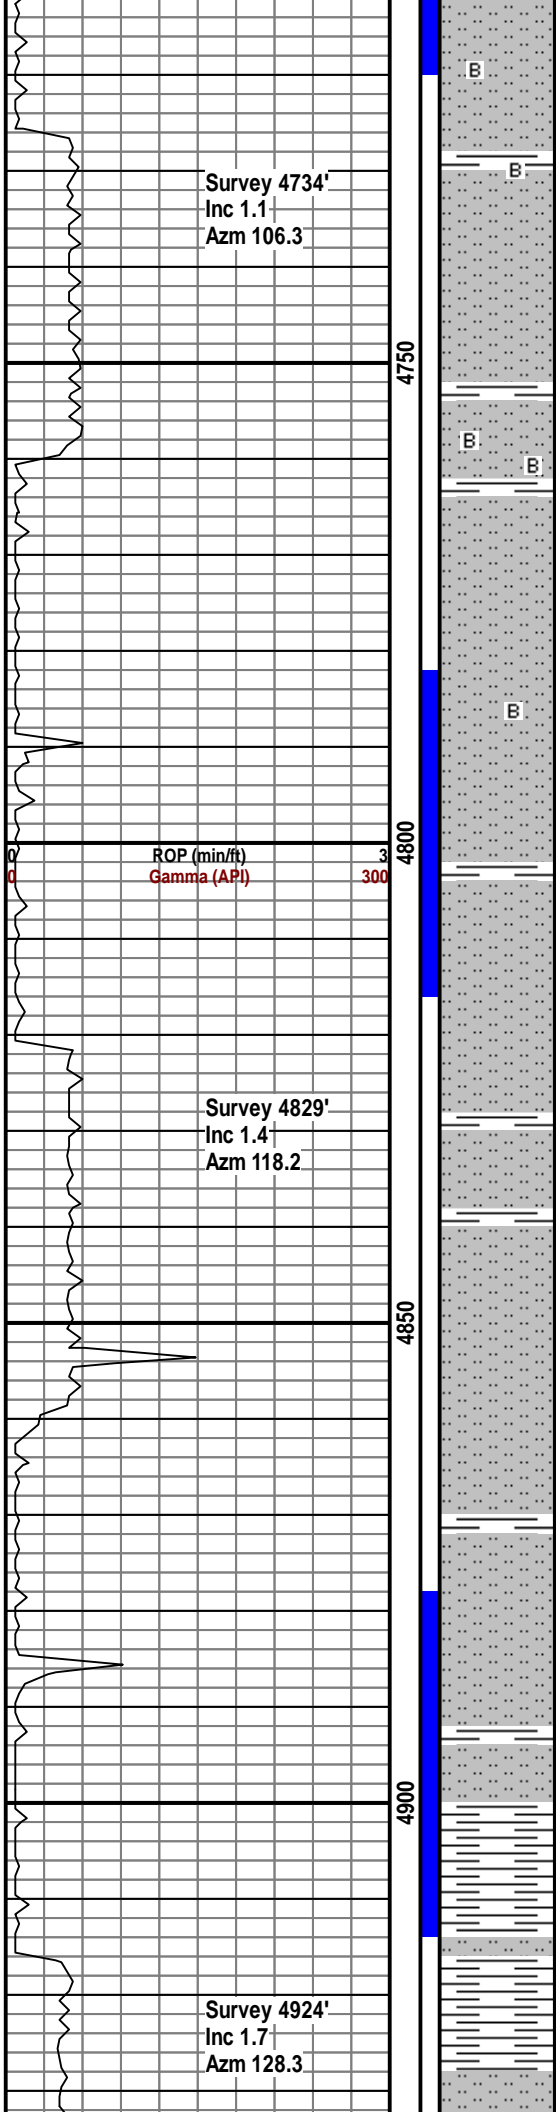 B
B
Survey 4734'
Inc 1.1
Azm 106.3
4750
B
B
B
4800
0 ROP (min/ft) 3
0 Gamma (API) 300
Survey 4829'
Inc 1.4
Azm 118.2
4850
4900
Survey 4924'
Inc 1.7
Azm 128.3